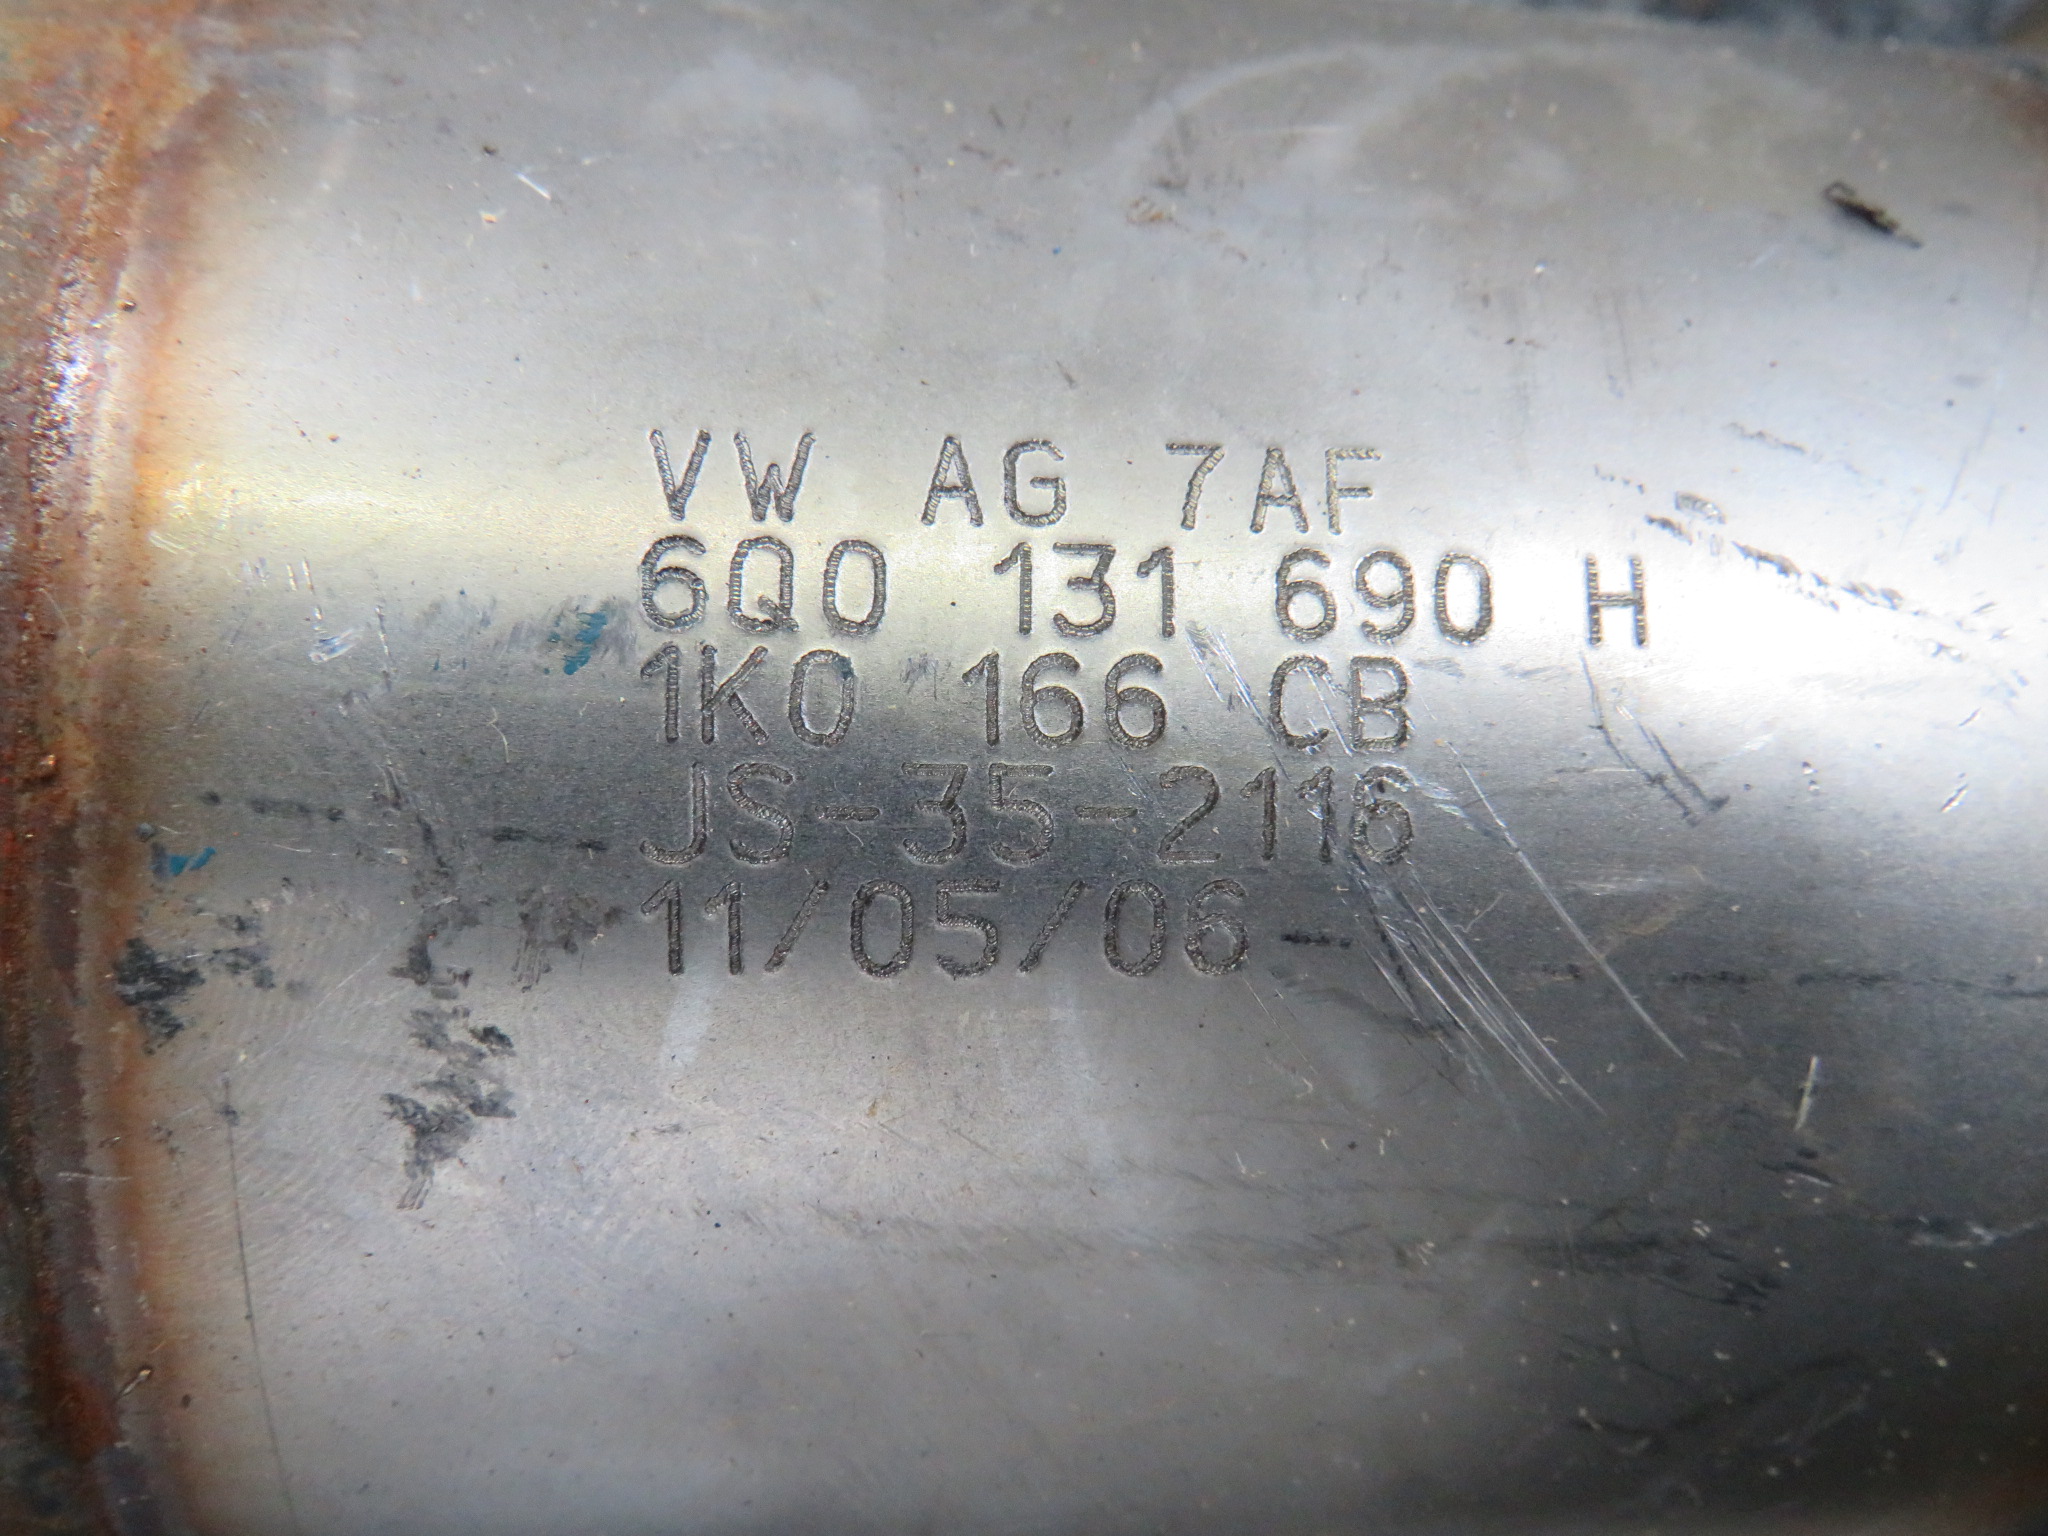 VW AG 7AF
6Q0 131 690 H
1K0 166 CB
JS-35-2116
11/05/06